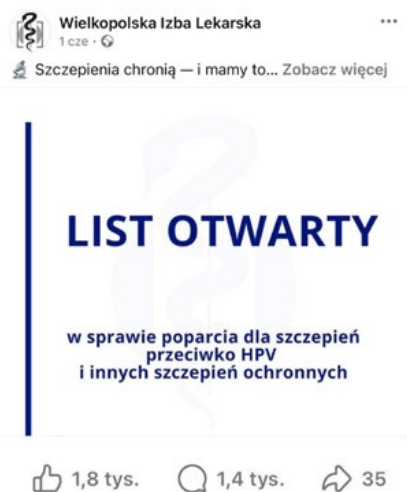 Wielkopolska Izba Lekarska
1 cze ·
Szczepienia chronią — i mamy to... Zobacz więcej
LIST OTWARTY
w sprawie poparcia dla szczepień
przeciwko HPV
i innych szczepień ochronnych
1,8 tys. 1,4 tys. 35